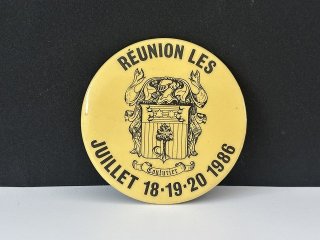 RÉUNION LES
Couturier
JUILLET 18·19·20 1986